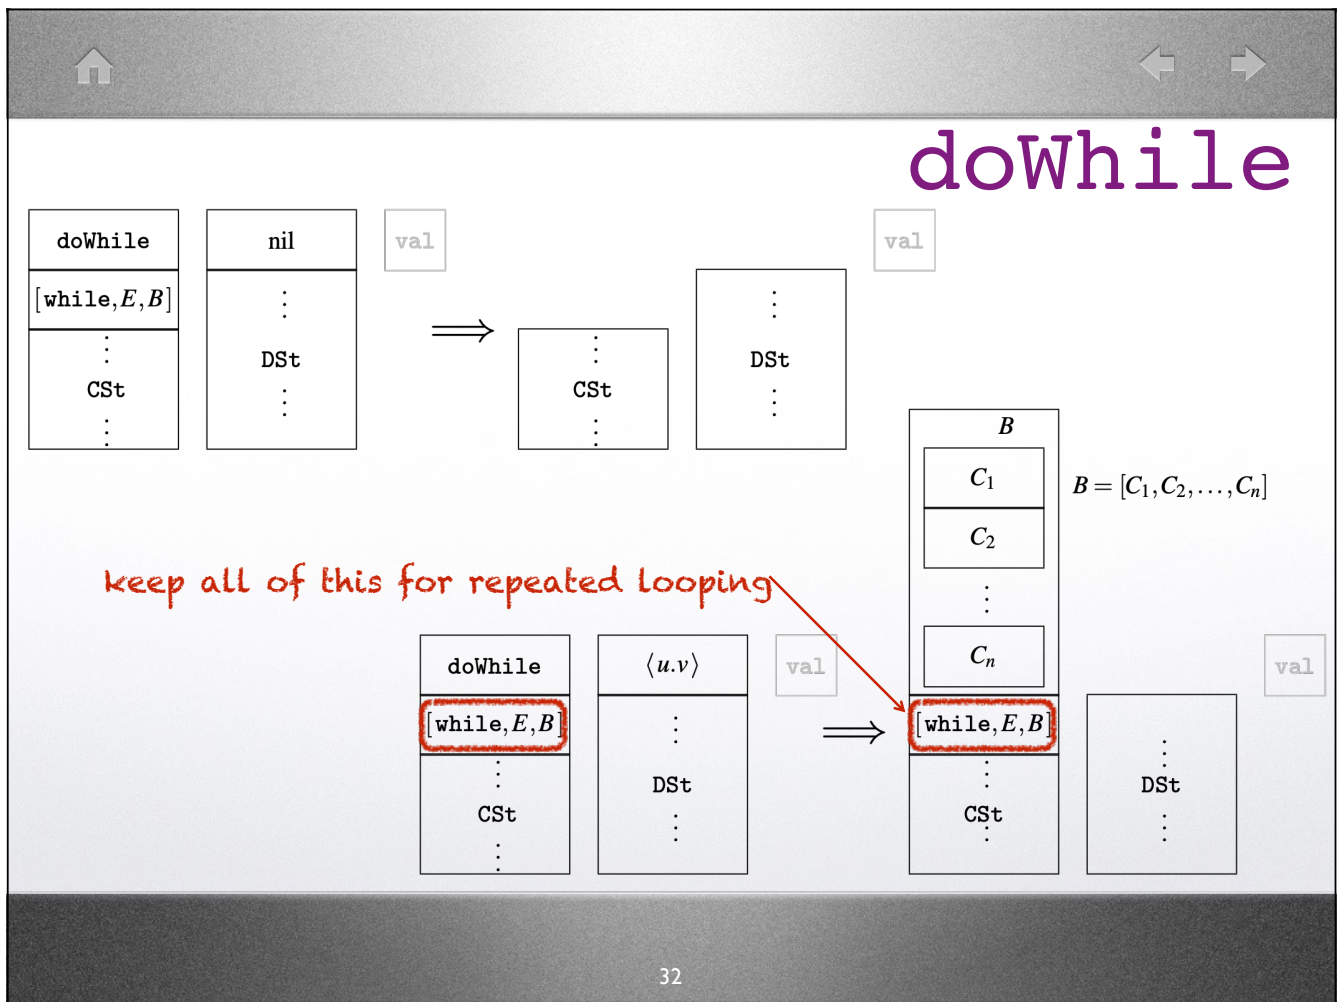 doWhile
doWhile nil val val
[while, E, B]
⋮ ⋮ ⟹ ⋮ ⋮
DSt DSt
CSt CSt
⋮ ⋮ ⋮ ⋮
B
C₁
B = [C₁, C₂, ..., Cₙ]
C₂
⋮
keep all of this for repeated looping
Cₙ
doWhile ⟨u.v⟩ val val
[while, E, B] ⟹ [while, E, B]
⋮ ⋮ ⋮ ⋮
DSt DSt
CSt CSt
⋮ ⋮ ⋮ ⋮
32